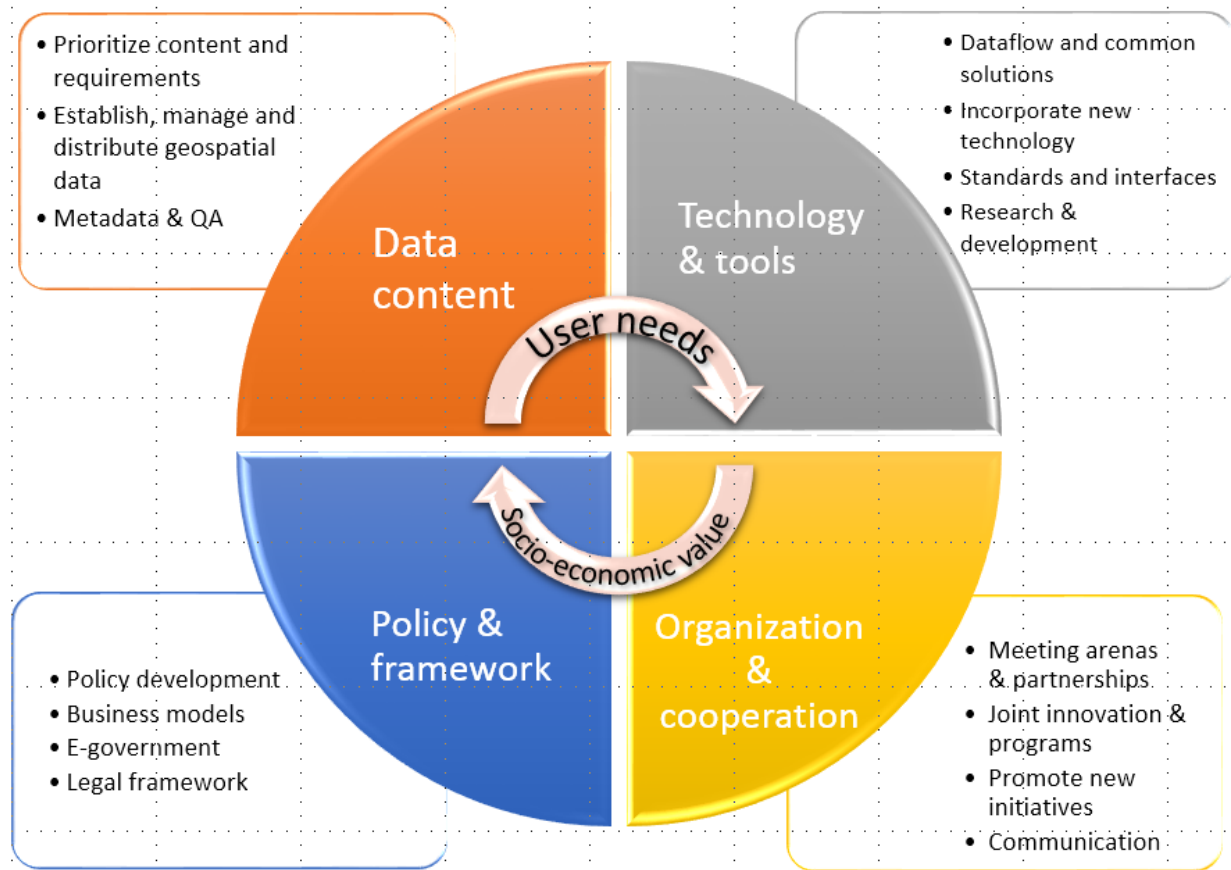 • Prioritize content and
requirements
• Establish, manage and
distribute geospatial
data
• Metadata & QA
• Dataflow and common
solutions
• Incorporate new
technology
• Standards and interfaces
• Research &
development
Data
content
Technology
& tools
User needs
Socio-economic value
Policy &
framework
Organization
&
cooperation
• Policy development
• Business models
• E-government
• Legal framework
• Meeting arenas
& partnerships
• Joint innovation &
programs
• Promote new
initiatives
• Communication